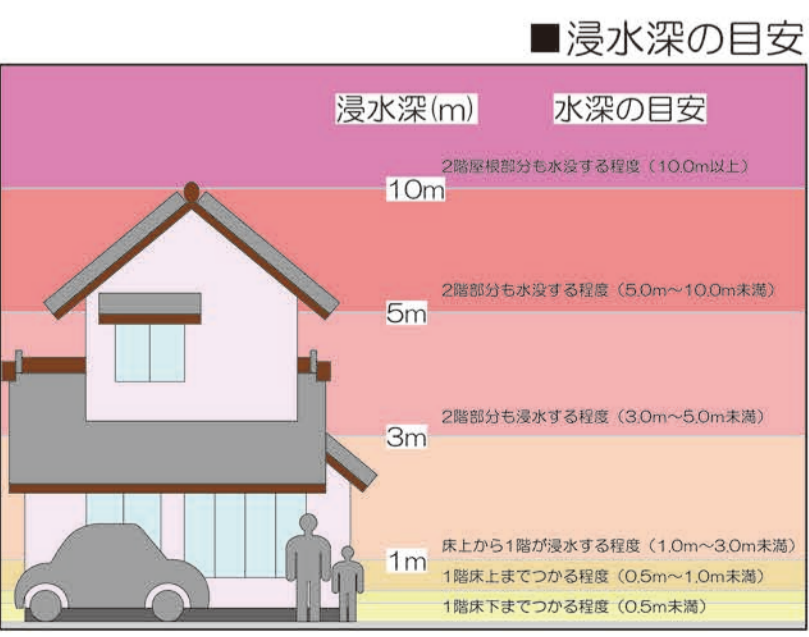 ■浸水深の目安
浸水深(m) 水深の目安
2階屋根部分も水没する程度（10.0m以上）
10m
2階部分も水没する程度（5.0m～10.0m未満）
5m
2階部分も浸水する程度（3.0m～5.0m未満）
3m
床上から1階が浸水する程度（1.0m～3.0m未満）
1m
1階床上までつかる程度（0.5m～1.0m未満）
1階床下までつかる程度（0.5m未満）